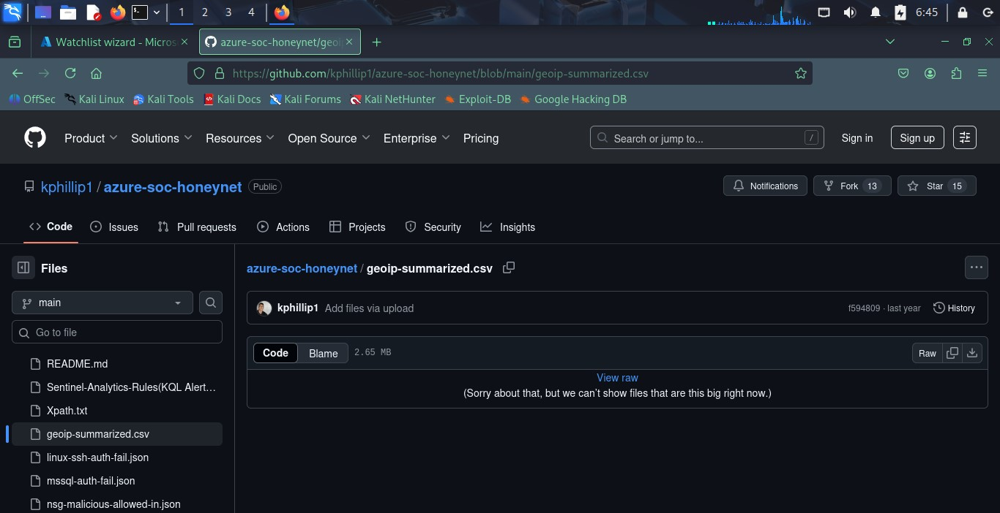 1 2 3 4 6:45
Watchlist wizard - Micros azure-soc-honeynet/geoi
https://github.com/kphillip1/azure-soc-honeynet/blob/main/geoip-summarized.csv
OffSec Kali Linux Kali Tools Kali Docs Kali Forums Kali NetHunter Exploit-DB Google Hacking DB
Product Solutions Resources Open Source Enterprise Pricing Search or jump to... / Sign in Sign up
kphillip1 / azure-soc-honeynet Public Notifications Fork 13 Star 15
Code Issues Pull requests Actions Projects Security Insights
Files
main
Go to file
README.md
Sentinel-Analytics-Rules(KQL Alert...
Xpath.txt
geoip-summarized.csv
linux-ssh-auth-fail.json
mssql-auth-fail.json
nsg-malicious-allowed-in.json
azure-soc-honeynet / geoip-summarized.csv
kphillip1 Add files via upload f594809 · last year History
Code Blame 2.65 MB Raw
View raw
(Sorry about that, but we can't show files that are this big right now.)